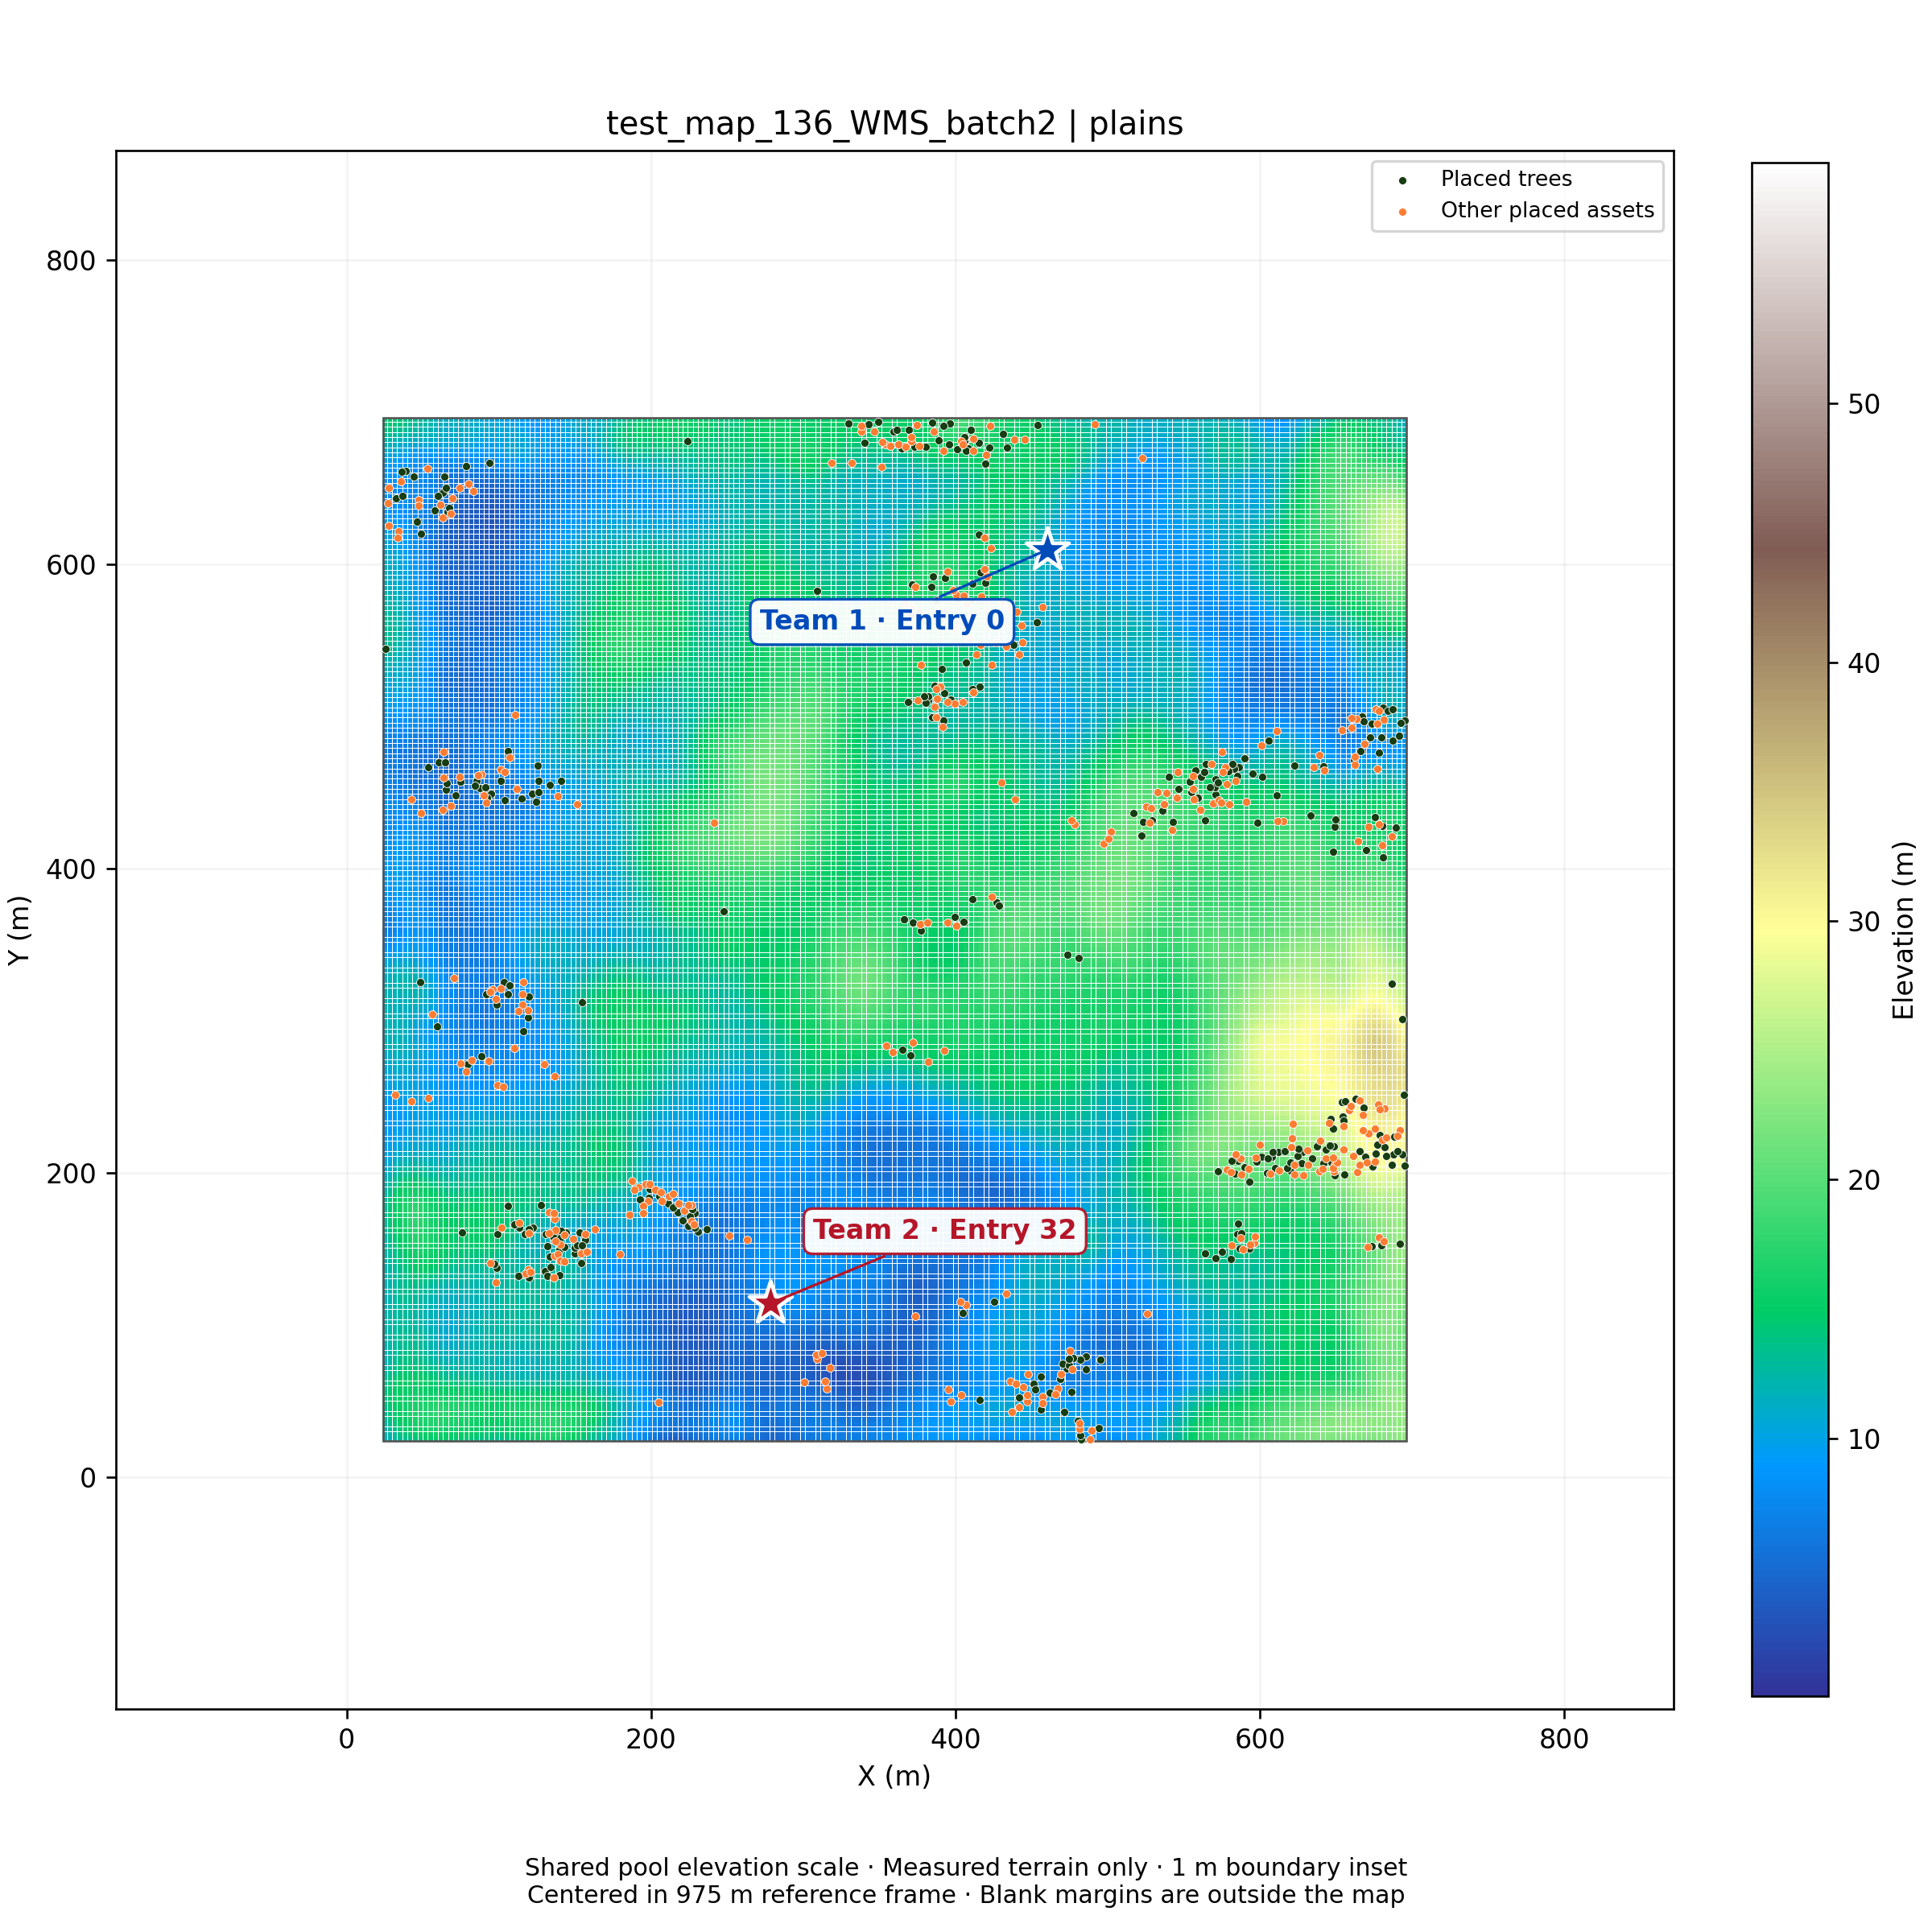 test_map_136_WMS_batch2 | plains
Placed trees
Other placed assets
800
600
400
200
0
Y (m)
Team 1 · Entry 0
Team 2 · Entry 32
0
200
400
600
800
X (m)
50
40
30
20
10
Elevation (m)
Shared pool elevation scale · Measured terrain only · 1 m boundary inset
Centered in 975 m reference frame · Blank margins are outside the map